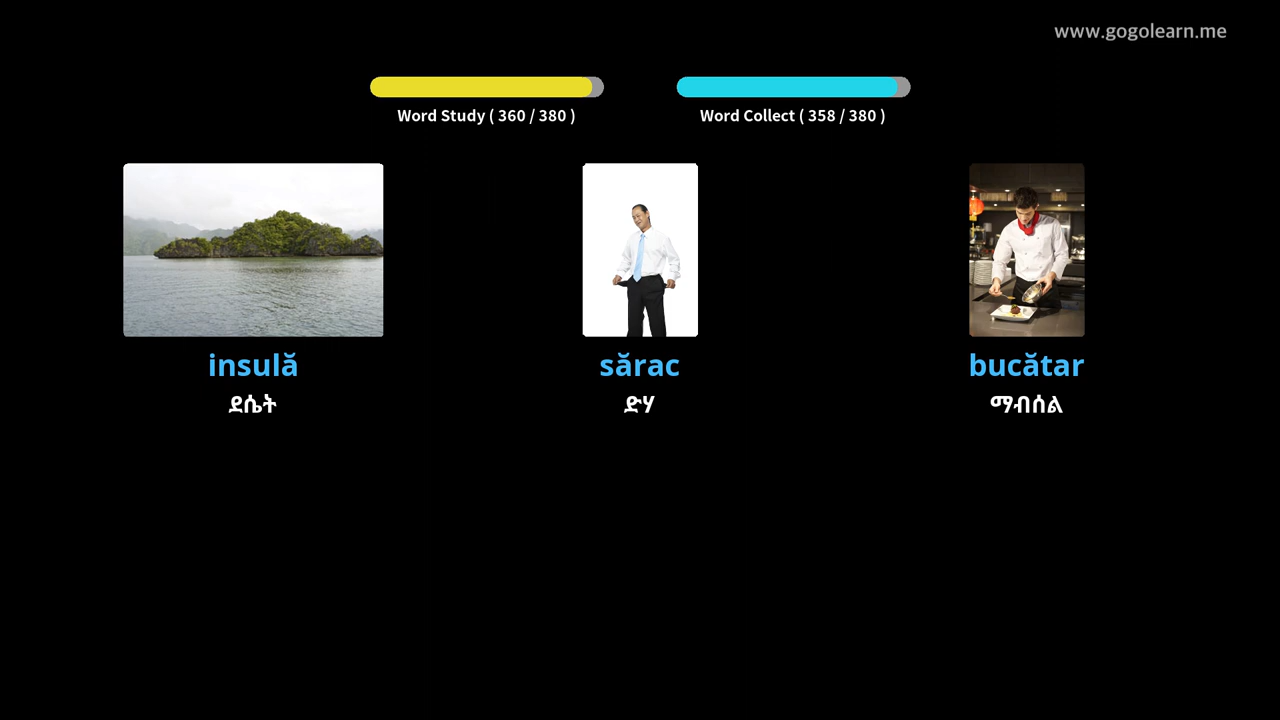 www.gogolearn.me
Word Study ( 360 / 380 )
Word Collect ( 358 / 380 )
insulă
sărac
bucătar
ደሴት
ድሃ
ማብሰል